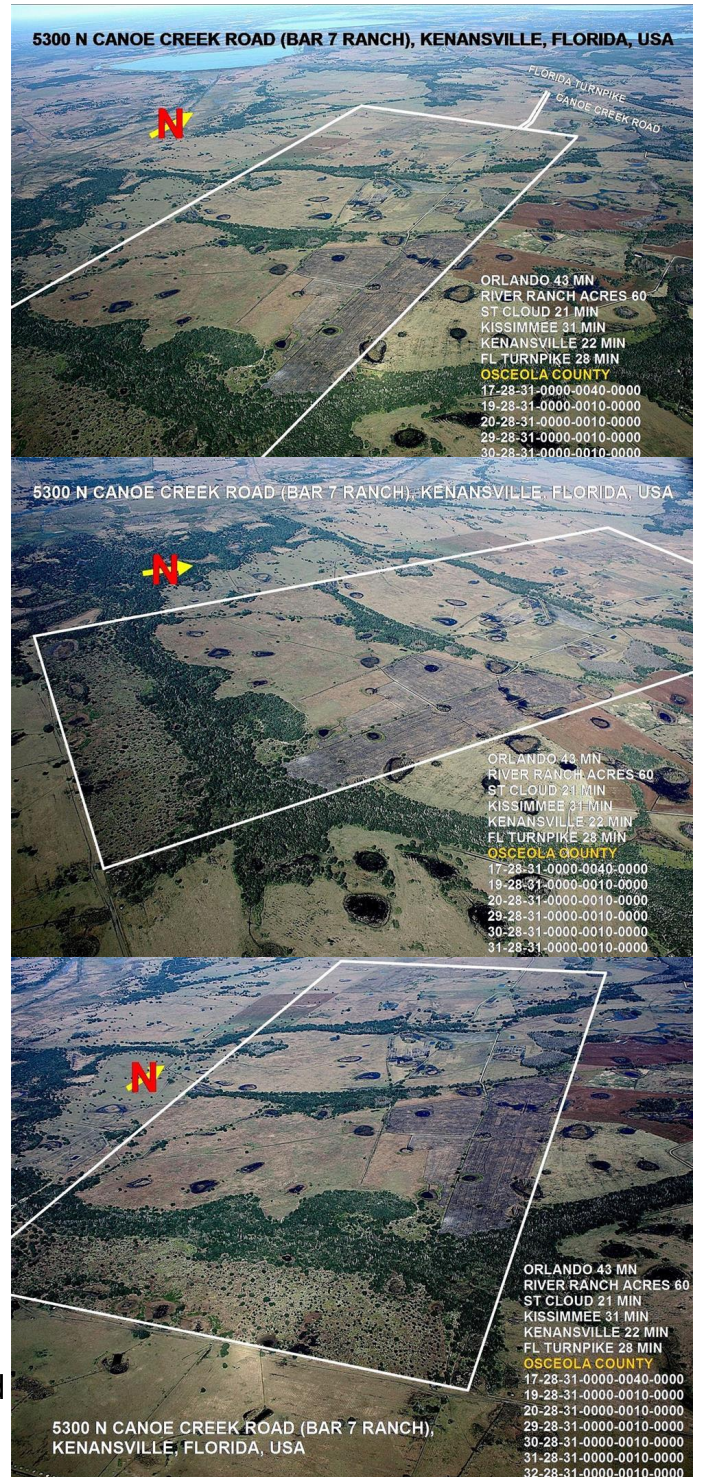 5300 N CANOE CREEK ROAD (BAR 7 RANCH), KENANSVILLE, FLORIDA, USA
FLORIDA TURNPIKE
CANOE CREEK ROAD
N
ORLANDO 43 MN
RIVER RANCH ACRES 60
ST CLOUD 21 MIN
KISSIMMEE 31 MIN
KENANSVILLE 22 MIN
FL TURNPIKE 28 MIN
OSCEOLA COUNTY
17-28-31-0000-0040-0000
19-28-31-0000-0010-0000
20-28-31-0000-0010-0000
29-28-31-0000-0010-0000
30-28-31-0000-0010-0000
5300 N CANOE CREEK ROAD (BAR 7 RANCH), KENANSVILLE, FLORIDA, USA
N
ORLANDO 43 MN
RIVER RANCH ACRES 60
ST CLOUD 21 MIN
KISSIMMEE 31 MIN
KENANSVILLE 22 MIN
FL TURNPIKE 28 MIN
OSCEOLA COUNTY
17-28-31-0000-0040-0000
19-28-31-0000-0010-0000
20-28-31-0000-0010-0000
29-28-31-0000-0010-0000
30-28-31-0000-0010-0000
31-28-31-0000-0010-0000
N
ORLANDO 43 MN
RIVER RANCH ACRES 60
ST CLOUD 21 MIN
KISSIMMEE 31 MIN
KENANSVILLE 22 MIN
FL TURNPIKE 28 MIN
OSCEOLA COUNTY
17-28-31-0000-0040-0000
19-28-31-0000-0010-0000
20-28-31-0000-0010-0000
29-28-31-0000-0010-0000
30-28-31-0000-0010-0000
31-28-31-0000-0010-0000
32-28-31-0000-0010-0000
5300 N CANOE CREEK ROAD (BAR 7 RANCH),
KENANSVILLE, FLORIDA, USA